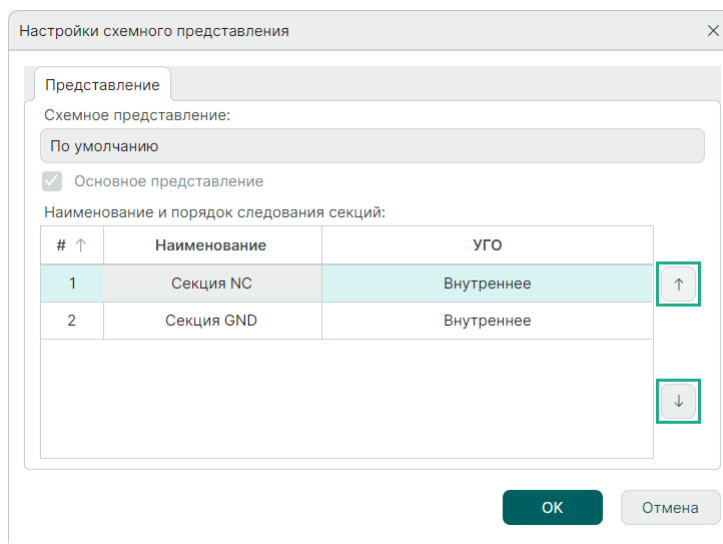 Настройки схемного представления
Представление
Схемное представление:
По умолчанию
Основное представление
Наименование и порядок следования секций:
# ↑ Наименование УГО
1 Секция NC Внутреннее
2 Секция GND Внутреннее
OK Отмена